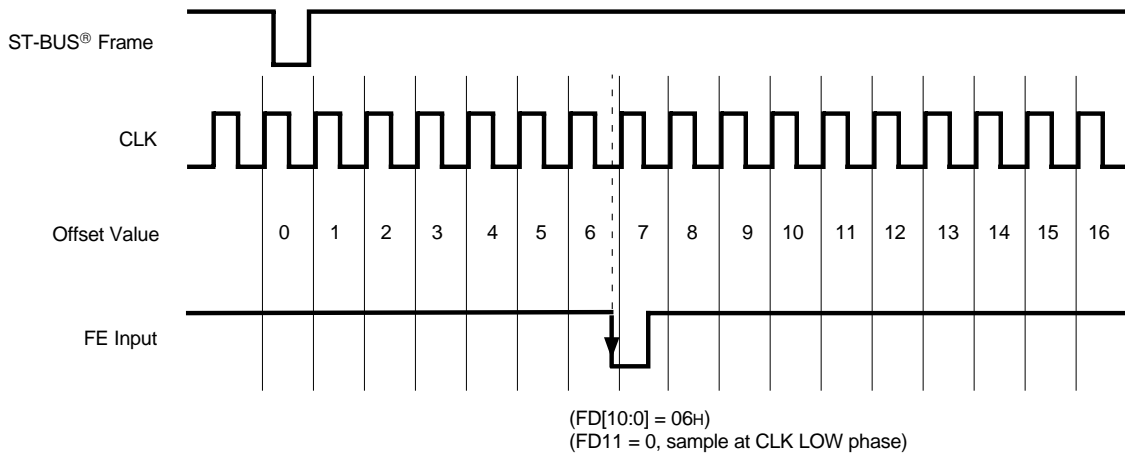 ST-BUS® Frame
CLK
Offset Value 0 1 2 3 4 5 6 7 8 9 10 11 12 13 14 15 16
FE Input
(FD[10:0] = 06H)
(FD11 = 0, sample at CLK LOW phase)